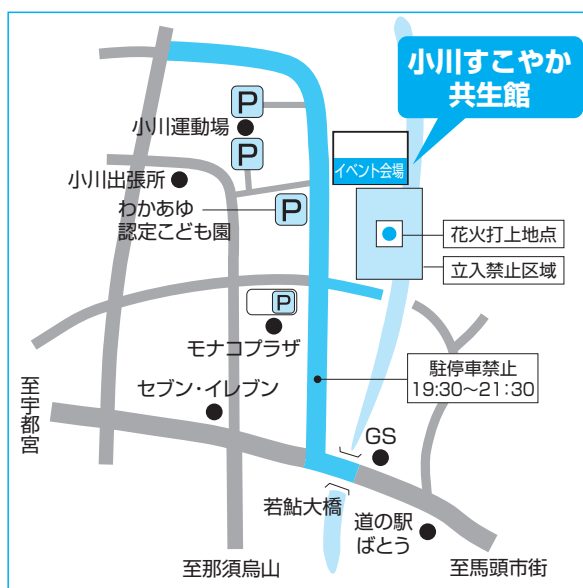 小川すこやか
共生館
P
小川運動場
P
イベント会場
小川出張所
わかあゆ
認定こども園
P
花火打上地点
立入禁止区域
P
モナコプラザ
駐停車禁止
19:30〜21:30
セブン・イレブン
至宇都宮
GS
若鮎大橋
道の駅
ばとう
至那須烏山
至馬頭市街